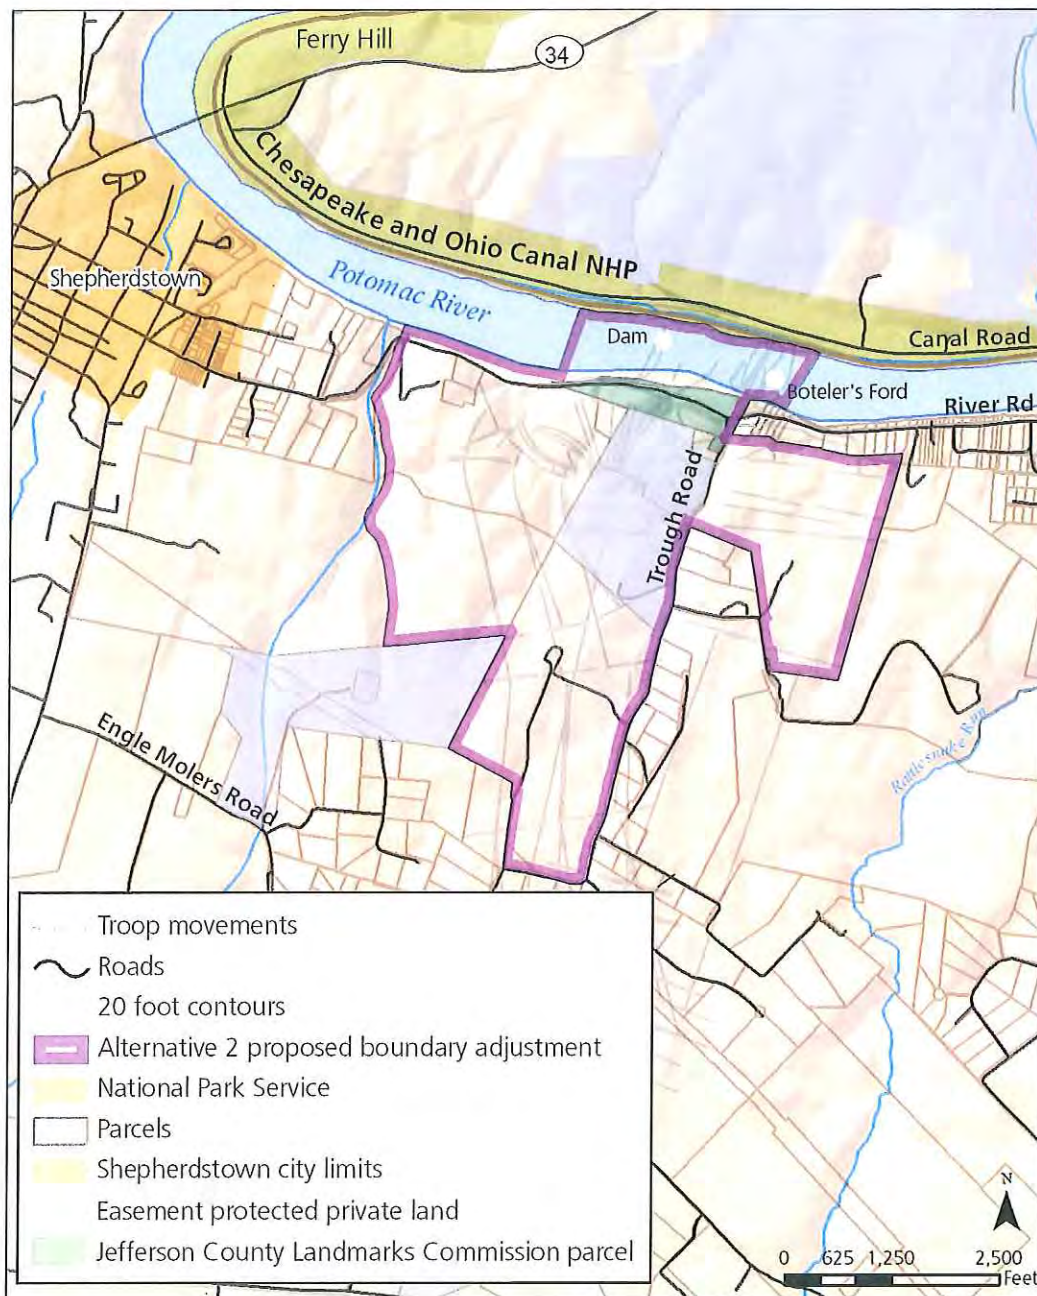 Ferry Hill
34
Chesapeake and Ohio Canal NHP
Shepherdstown
Potomac River
Dam
Canal Road
Boteler's Ford
River Rd
Trough Road
Engle Molers Road
Rattlesnake Run
Troop movements
Roads
20 foot contours
Alternative 2 proposed boundary adjustment
National Park Service
Parcels
Shepherdstown city limits
Easement protected private land
Jefferson County Landmarks Commission parcel
N
0 625 1,250 2,500
Feet